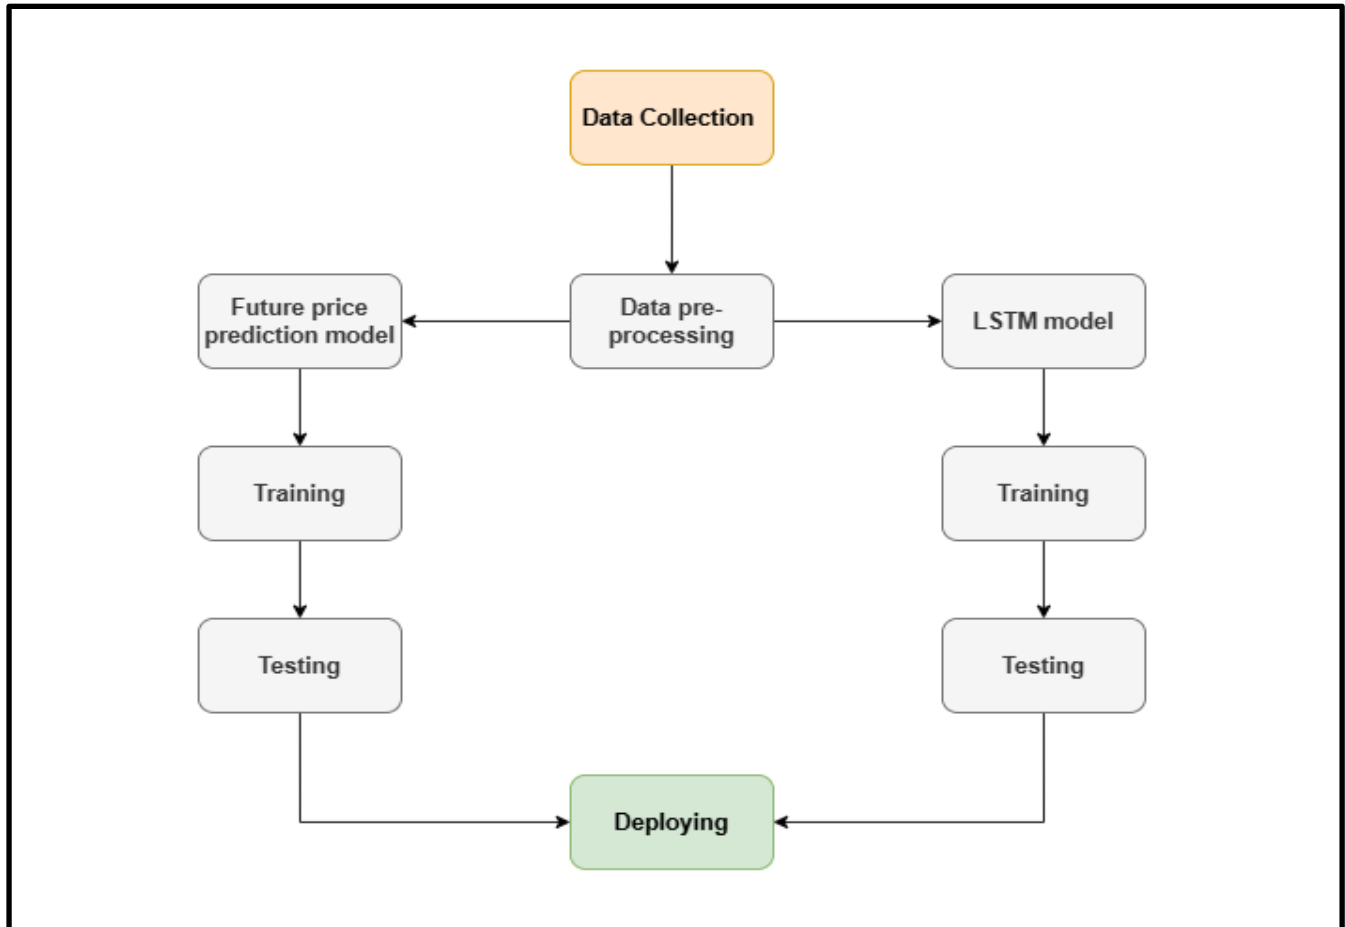 Data Collection
Future price
prediction model
Data pre-
processing
LSTM model
Training
Training
Testing
Testing
Deploying